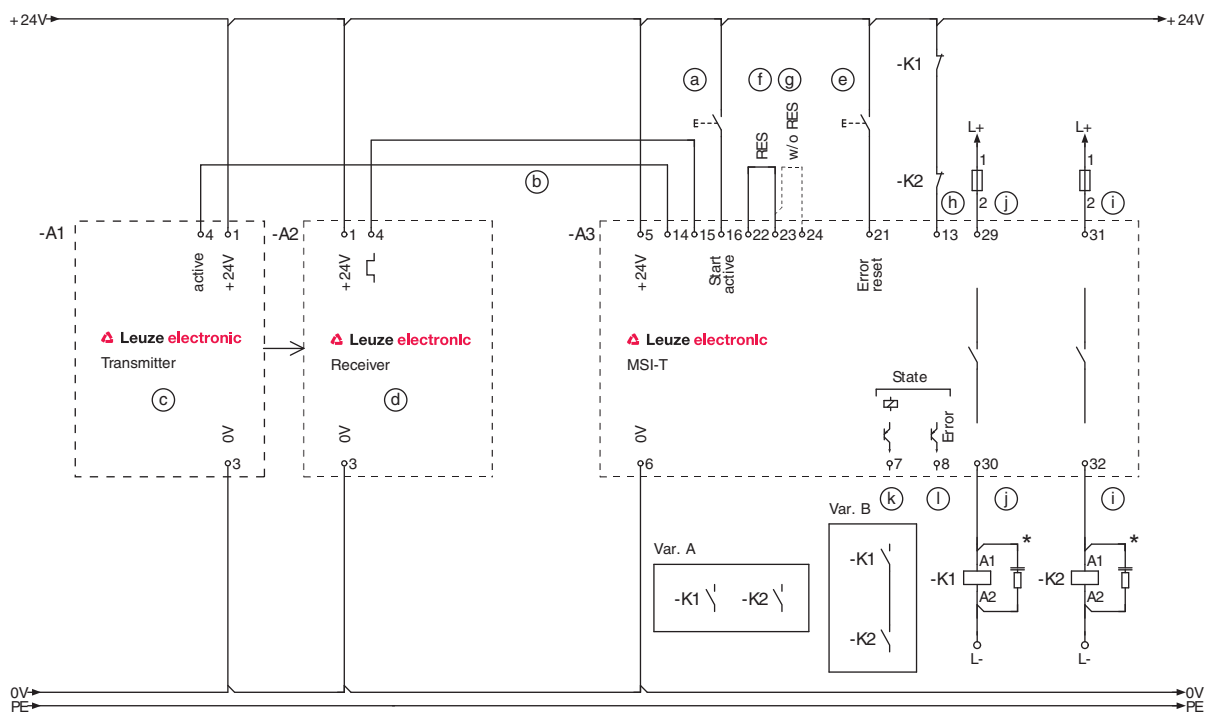 +24V +24V
-K1
a f g e
RES w/o RES
L+ L+
1 1
b -K2 h 2 j 2 i
-A1 4 1 -A2 1 4 -A3 5 14 15 16 22 23 24 21 13 29 31
active +24V +24V +24V Start active Error reset
Leuze electronic Leuze electronic Leuze electronic
Transmitter Receiver MSI-T
State
c d
0V 0V 0V Error
3 3 6 7 8 30 32
k l j i
Var. B
Var. A * *
-K1 A1 A1
-K1 -K2 -K1 -K2
A2 A2
-K2
L- L-
0V 0V
PE PE